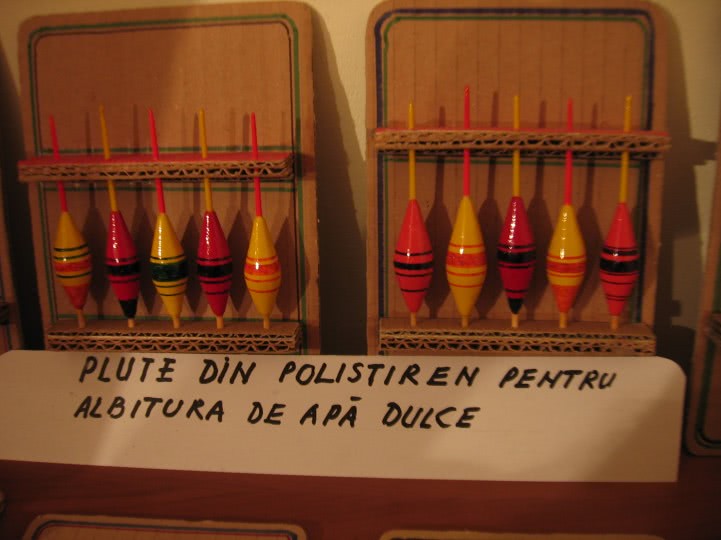 PLUTE DIN POLISTIREN PENTRU
ALBITURA DE APĂ DULCE